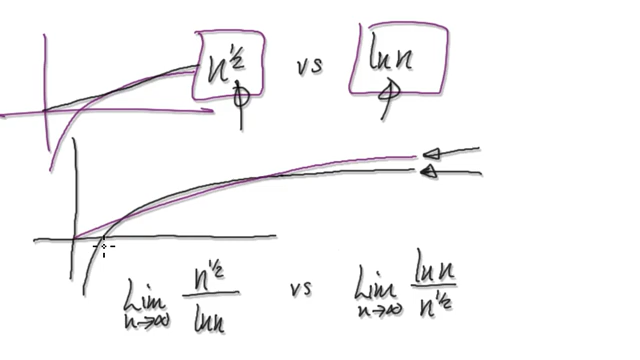 n^½ vs ln n
lim n→∞ n^½ / ln n vs lim n→∞ ln n / n^½